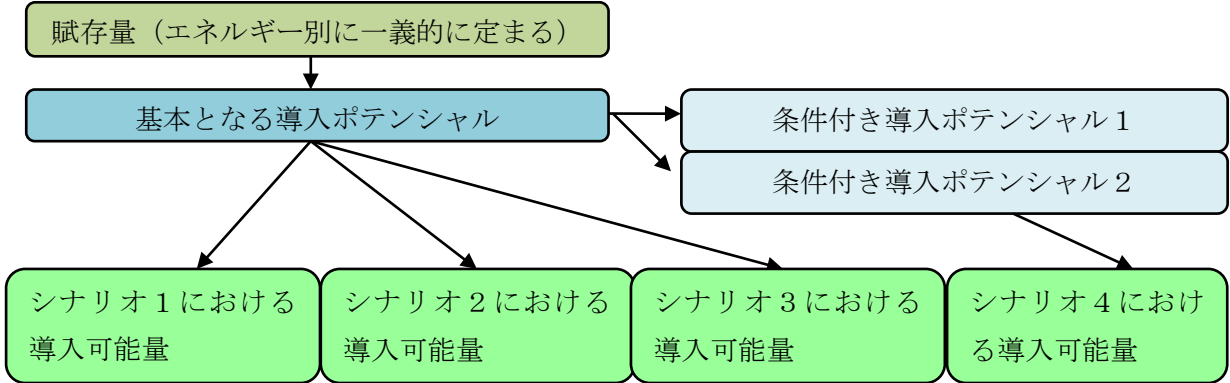 賦存量（エネルギー別に一義的に定まる）
基本となる導入ポテンシャル
条件付き導入ポテンシャル１
条件付き導入ポテンシャル２
シナリオ１における
導入可能量
シナリオ２における
導入可能量
シナリオ３における
導入可能量
シナリオ４におけ
る導入可能量